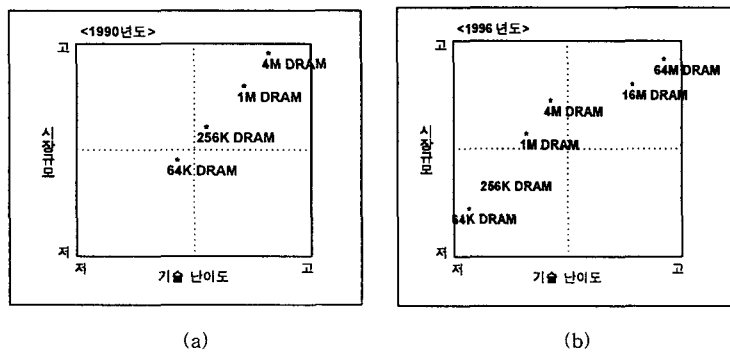 <1990년도>
고
* 4M DRAM
* 1M DRAM
시장규모
* 256K DRAM
* 64K DRAM
저
저 기술 난이도 고
(a)
<1996 년도>
고
* 64M DRAM
* 16M DRAM
* 4M DRAM
시장규모
* 1M DRAM
256K DRAM
* 64K DRAM
저
저 기술 난이도 고
(b)